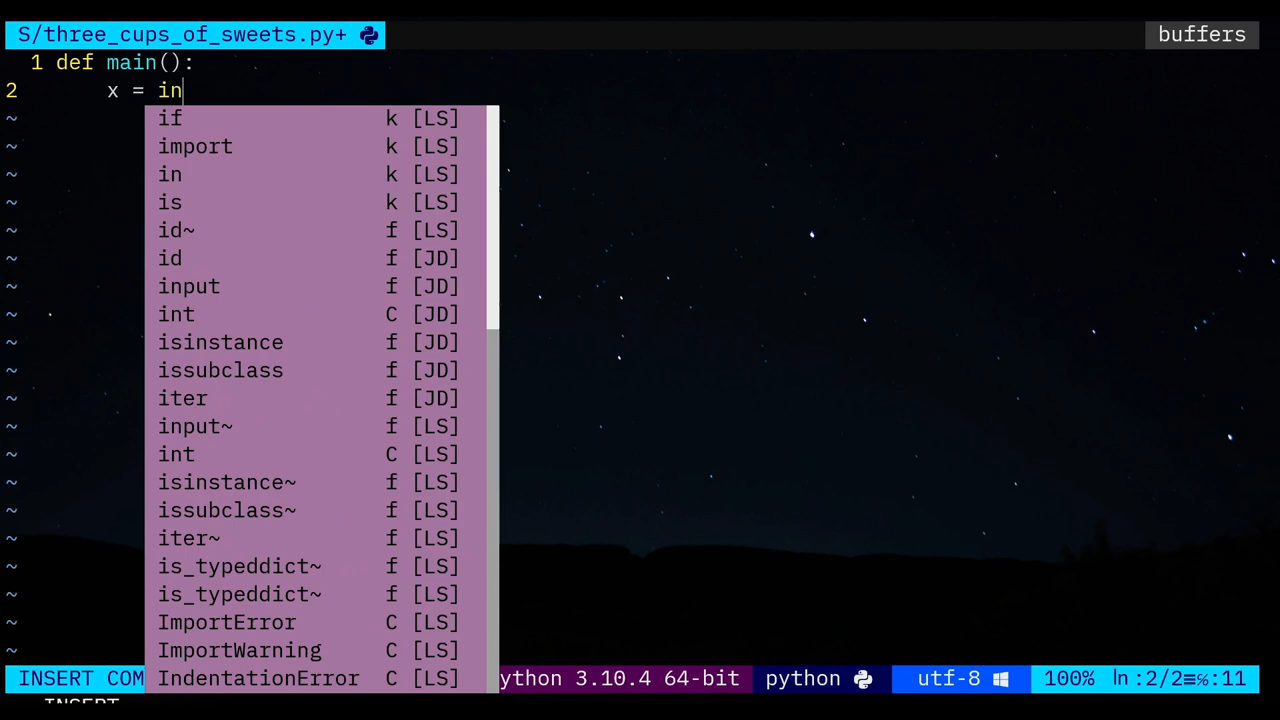 S/three_cups_of_sweets.py+ buffers
1 def main():
2 x = in
~ if k [LS]
~ import k [LS]
~ in k [LS]
~ is k [LS]
~ id~ f [LS]
~ id f [JD]
~ input f [JD]
~ int C [JD]
~ isinstance f [JD]
~ issubclass f [JD]
~ iter f [JD]
~ input~ f [LS]
~ int C [LS]
~ isinstance~ f [LS]
~ issubclass~ f [LS]
~ iter~ f [LS]
~ is_typeddict~ f [LS]
~ is_typeddict~ f [LS]
~ ImportError C [LS]
~ ImportWarning C [LS]
INSERT COM IndentationError C [LS] ython 3.10.4 64-bit python utf-8 100% ln:2/2≡℅:11
INSERT